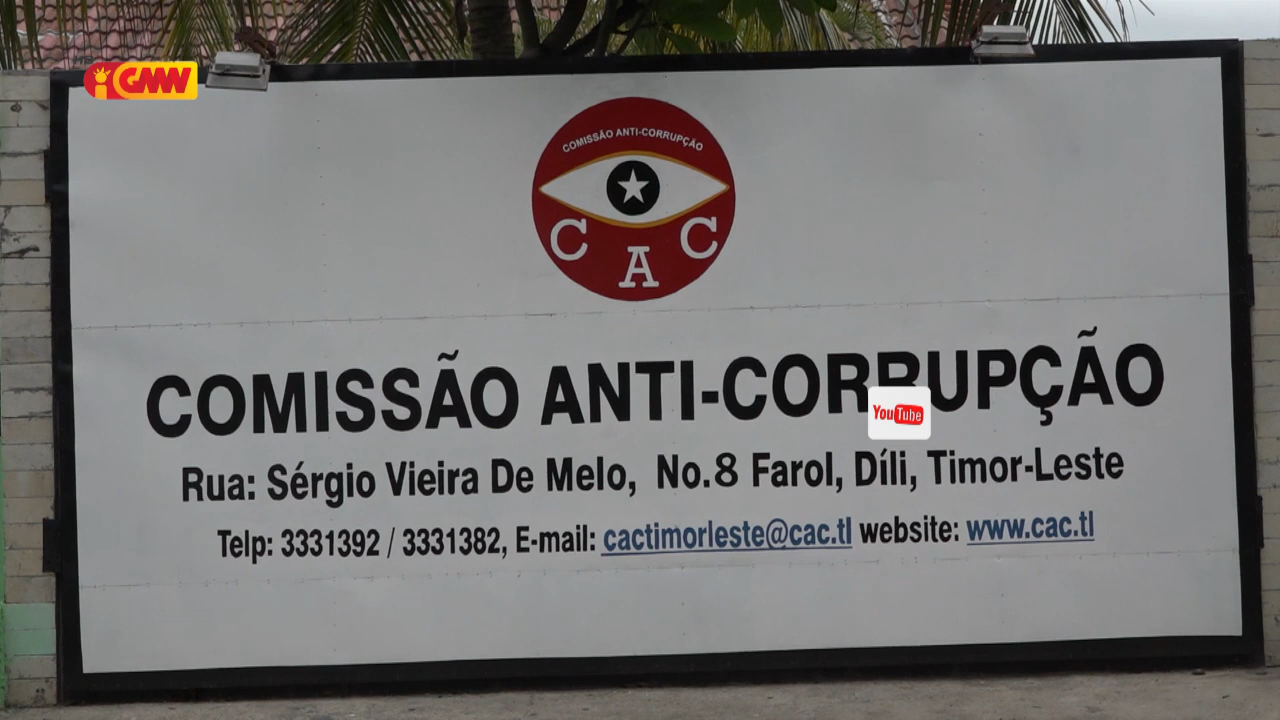 GMN
COMISSÃO ANTI-CORRUPÇÃO
CAC
COMISSÃO ANTI-CORRUPÇÃO
YouTube
Rua: Sérgio Vieira De Melo, No.8 Farol, Díli, Timor-Leste
Telp: 3331392 / 3331382, E-mail: cactimorleste@cac.tl website: www.cac.tl